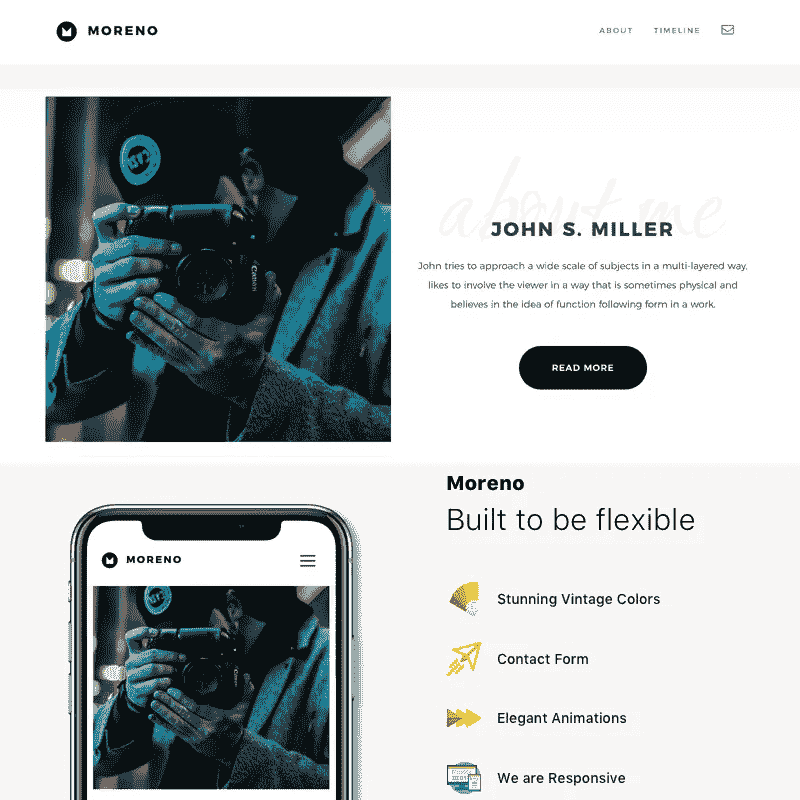 MORENO
ABOUT TIMELINE
about me
JOHN S. MILLER
John tries to approach a wide scale of subjects in a multi-layered way,
likes to involve the viewer in a way that is sometimes physical and
believes in the idea of function following form in a work.
READ MORE
Canon
Moreno
Built to be flexible
MORENO
Stunning Vintage Colors
Contact Form
Elegant Animations
We are Responsive